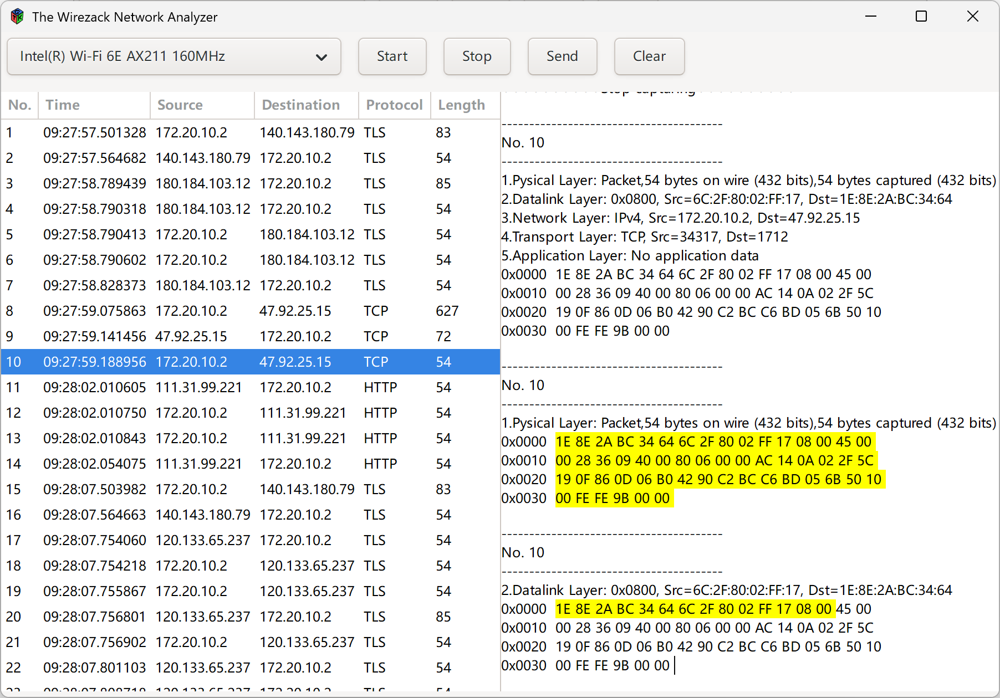 The Wirezack Network Analyzer
Intel(R) Wi-Fi 6E AX211 160MHz Start Stop Send Clear
No. Time Source Destination Protocol Length
1 09:27:57.501328 172.20.10.2 140.143.180.79 TLS 83
2 09:27:57.564682 140.143.180.79 172.20.10.2 TLS 54
3 09:27:58.789439 180.184.103.12 172.20.10.2 TLS 85
4 09:27:58.790318 180.184.103.12 172.20.10.2 TLS 54
5 09:27:58.790413 172.20.10.2 180.184.103.12 TLS 54
6 09:27:58.790602 172.20.10.2 180.184.103.12 TLS 54
7 09:27:58.828373 180.184.103.12 172.20.10.2 TLS 54
8 09:27:59.075863 172.20.10.2 47.92.25.15 TCP 627
9 09:27:59.141456 47.92.25.15 172.20.10.2 TCP 72
10 09:27:59.188956 172.20.10.2 47.92.25.15 TCP 54
11 09:28:02.010605 111.31.99.221 172.20.10.2 HTTP 54
12 09:28:02.010750 172.20.10.2 111.31.99.221 HTTP 54
13 09:28:02.010843 172.20.10.2 111.31.99.221 HTTP 54
14 09:28:02.054075 111.31.99.221 172.20.10.2 HTTP 54
15 09:28:07.503982 172.20.10.2 140.143.180.79 TLS 83
16 09:28:07.564663 140.143.180.79 172.20.10.2 TLS 54
17 09:28:07.754060 120.133.65.237 172.20.10.2 TLS 54
18 09:28:07.754218 172.20.10.2 120.133.65.237 TLS 54
19 09:28:07.755867 172.20.10.2 120.133.65.237 TLS 54
20 09:28:07.756801 120.133.65.237 172.20.10.2 TLS 85
21 09:28:07.756902 172.20.10.2 120.133.65.237 TLS 54
22 09:28:07.801103 120.133.65.237 172.20.10.2 TLS 54
Stop capturing
----------------------------------------
No. 10
----------------------------------------
1.Pysical Layer: Packet,54 bytes on wire (432 bits),54 bytes captured (432 bits)
2.Datalink Layer: 0x0800, Src=6C:2F:80:02:FF:17, Dst=1E:8E:2A:BC:34:64
3.Network Layer: IPv4, Src=172.20.10.2, Dst=47.92.25.15
4.Transport Layer: TCP, Src=34317, Dst=1712
5.Application Layer: No application data
0x0000 1E 8E 2A BC 34 64 6C 2F 80 02 FF 17 08 00 45 00
0x0010 00 28 36 09 40 00 80 06 00 00 AC 14 0A 02 2F 5C
0x0020 19 0F 86 0D 06 B0 42 90 C2 BC C6 BD 05 6B 50 10
0x0030 00 FE FE 9B 00 00
----------------------------------------
No. 10
----------------------------------------
1.Pysical Layer: Packet,54 bytes on wire (432 bits),54 bytes captured (432 bits)
0x0000 1E 8E 2A BC 34 64 6C 2F 80 02 FF 17 08 00 45 00
0x0010 00 28 36 09 40 00 80 06 00 00 AC 14 0A 02 2F 5C
0x0020 19 0F 86 0D 06 B0 42 90 C2 BC C6 BD 05 6B 50 10
0x0030 00 FE FE 9B 00 00
----------------------------------------
No. 10
----------------------------------------
2.Datalink Layer: 0x0800, Src=6C:2F:80:02:FF:17, Dst=1E:8E:2A:BC:34:64
0x0000 1E 8E 2A BC 34 64 6C 2F 80 02 FF 17 08 00 45 00
0x0010 00 28 36 09 40 00 80 06 00 00 AC 14 0A 02 2F 5C
0x0020 19 0F 86 0D 06 B0 42 90 C2 BC C6 BD 05 6B 50 10
0x0030 00 FE FE 9B 00 00